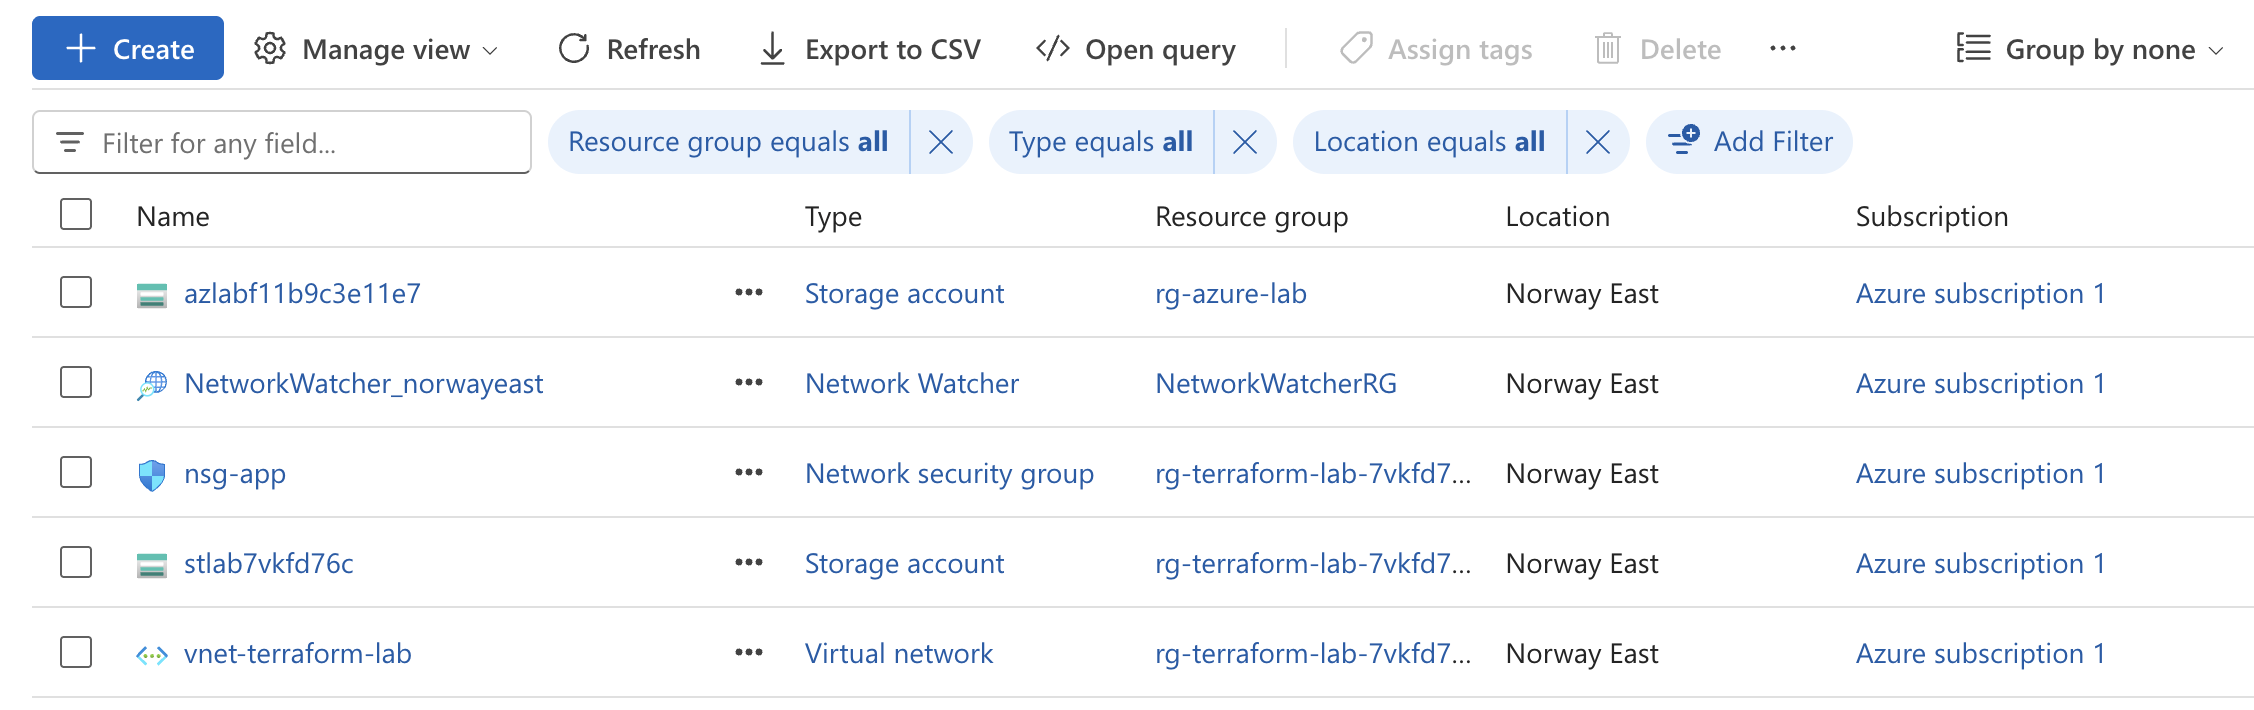 Create Manage view Refresh Export to CSV </> Open query Assign tags Delete ... Group by none
Filter for any field... Resource group equals all Type equals all Location equals all Add Filter
Name Type Resource group Location Subscription
azlabf11b9c3e11e7 ... Storage account rg-azure-lab Norway East Azure subscription 1
NetworkWatcher_norwayeast ... Network Watcher NetworkWatcherRG Norway East Azure subscription 1
nsg-app ... Network security group rg-terraform-lab-7vkfd7... Norway East Azure subscription 1
stlab7vkfd76c ... Storage account rg-terraform-lab-7vkfd7... Norway East Azure subscription 1
vnet-terraform-lab ... Virtual network rg-terraform-lab-7vkfd7... Norway East Azure subscription 1